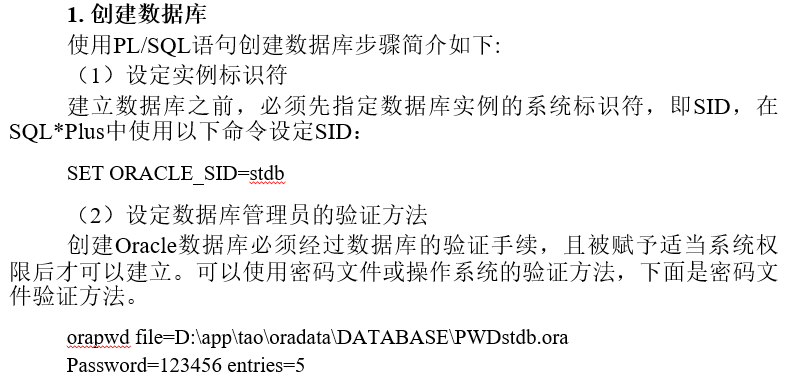 1. 创建数据库
使用PL/SQL语句创建数据库步骤简介如下:
（1）设定实例标识符
建立数据库之前，必须先指定数据库实例的系统标识符，即SID，在
SQL*Plus中使用以下命令设定SID：
SET ORACLE_SID=stdb
（2）设定数据库管理员的验证方法
创建Oracle数据库必须经过数据库的验证手续，且被赋予适当系统权
限后才可以建立。可以使用密码文件或操作系统的验证方法，下面是密码文
件验证方法。
orapwd file=D:\app\tao\oradata\DATABASE\PWDstdb.ora
Password=123456 entries=5